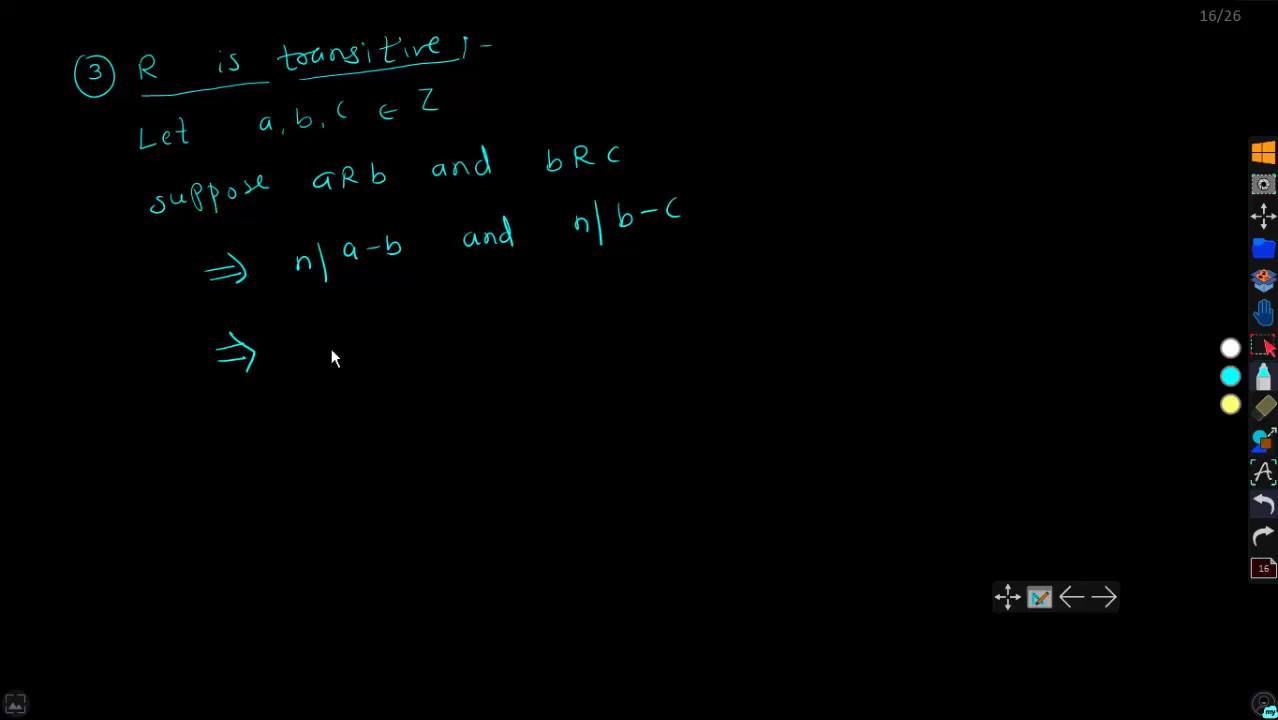 16/26
③ R is transitive :-
Let a, b, c ∈ Z
suppose aRb and bRc
⇒ n| a-b and n| b-c
⇒
16